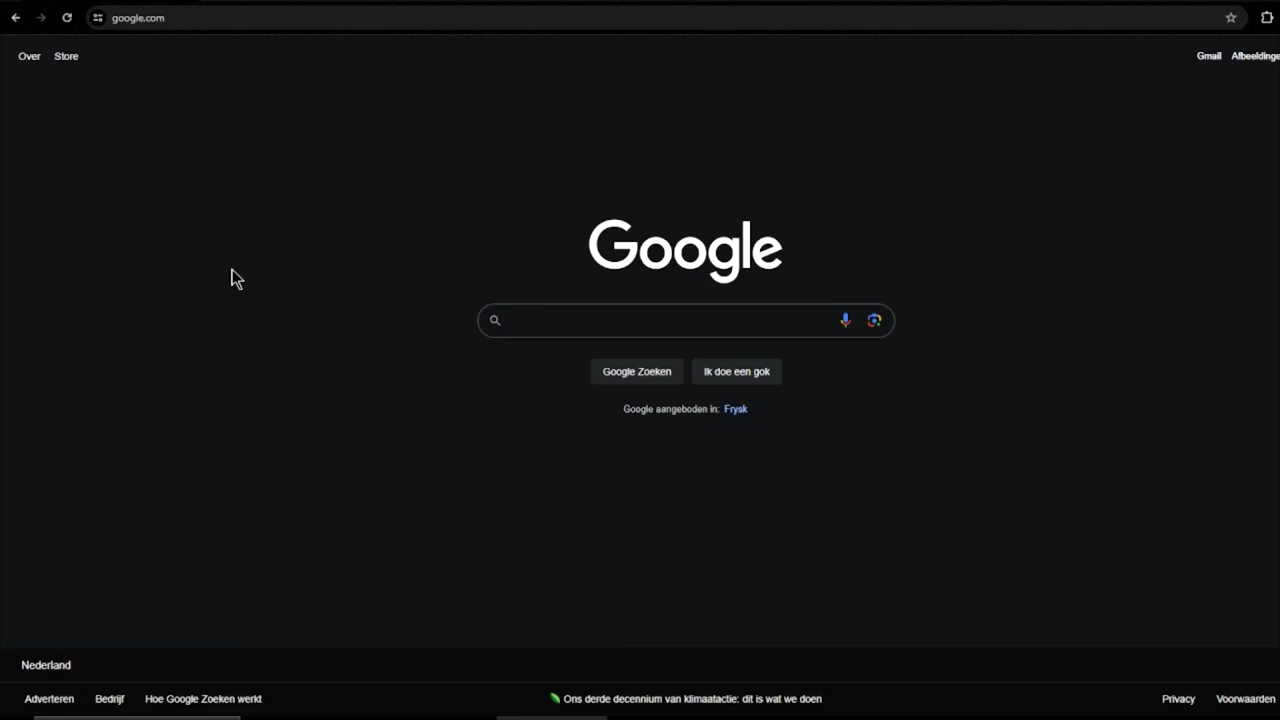 google.com
Over Store Gmail Afbeeldinge
Google
Google Zoeken Ik doe een gok
Google aangeboden in: Frysk
Nederland
Adverteren Bedrijf Hoe Google Zoeken werkt Ons derde decennium van klimaatactie: dit is wat we doen Privacy Voorwaarden